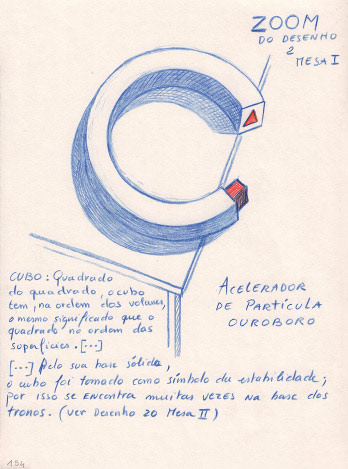 ZOOM
DO DESENHO
2
MESA I
CUBO: Quadrado
do quadrado, o cubo
tem, na ordem dos volumes,
o mesmo significado que o
quadrado na ordem das
superfícies. [...]
[...] Pela sua base sólida,
o cubo foi tomado como símbolo da estabilidade;
por isso se encontra muitas vezes na base dos
tronos. (ver Desenho 20 Mesa II)
ACELERADOR
DE PARTÍCULA
OUROBORO
194